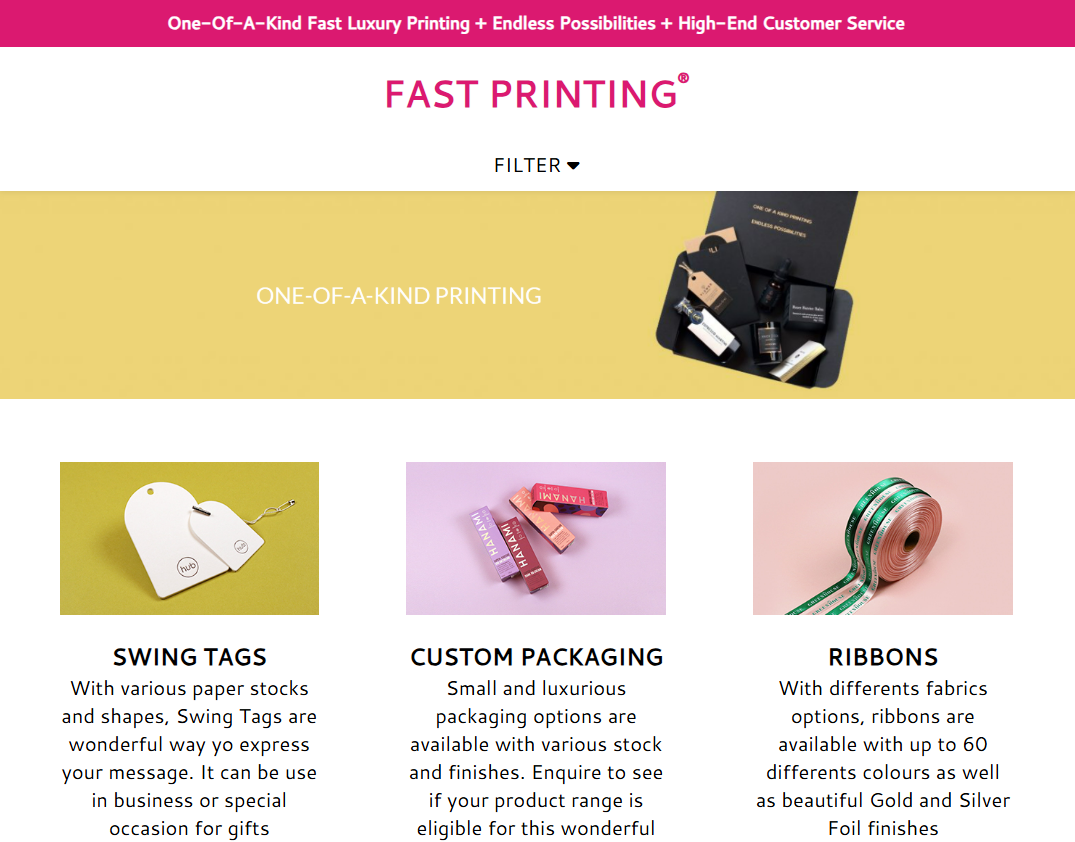 One-Of-A-Kind Fast Luxury Printing + Endless Possibilities + High-End Customer Service
FAST PRINTING®
FILTER
ONE OF A KIND PRINTING
ENDLESS POSSIBILITIES
ONE-OF-A-KIND PRINTING
hub
hub
HANAMI
HANAMI
HANAMI
HANAMI
SWING TAGS
With various paper stocks
and shapes, Swing Tags are
wonderful way yo express
your message. It can be use
in business or special
occasion for gifts
CUSTOM PACKAGING
Small and luxurious
packaging options are
available with various stock
and finishes. Enquire to see
if your product range is
eligible for this wonderful
RIBBONS
With differents fabrics
options, ribbons are
available with up to 60
differents colours as well
as beautiful Gold and Silver
Foil finishes